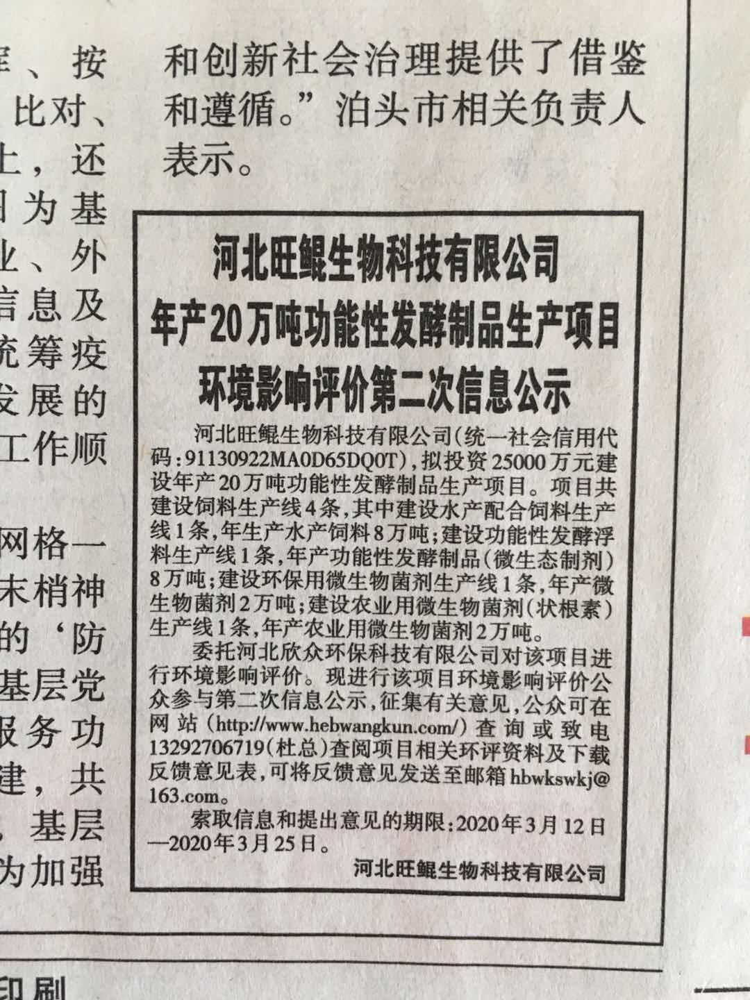 、按
比对、
上，还
为基
业、外
信息及
统筹疫
发展的
工作顺
网格一
末梢神
的‘防
基层党
服务功
建，共
，基层
为加强
和创新社会治理提供了借鉴
和遵循。”泊头市相关负责人
表示。
河北旺鲲生物科技有限公司
年产20万吨功能性发酵制品生产项目
环境影响评价第二次信息公示
河北旺鲲生物科技有限公司(统一社会信用代
码:91130922MA0D65DQ0T),拟投资25000万元建
设年产20万吨功能性发酵制品生产项目。项目共
建设饲料生产线4条,其中建设水产配合饲料生产
线1条,年生产水产饲料8万吨;建设功能性发酵浮
料生产线1条,年产功能性发酵制品(微生态制剂)
8万吨;建设环保用微生物菌剂生产线1条,年产微
生物菌剂2万吨;建设农业用微生物菌剂(状根素)
生产线1条,年产农业用微生物菌剂2万吨。
委托河北欣众环保科技有限公司对该项目进
行环境影响评价。现进行该项目环境影响评价公
众参与第二次信息公示,征集有关意见,公众可在
网站(http://www.hebwangkun.com/)查询或致电
13292706719(杜总)查阅项目相关环评资料及下载
反馈意见表,可将反馈意见发送至邮箱hbwkswkj@
163.com。
索取信息和提出意见的期限:2020年3月12日
—2020年3月25日。
河北旺鲲生物科技有限公司
印刷